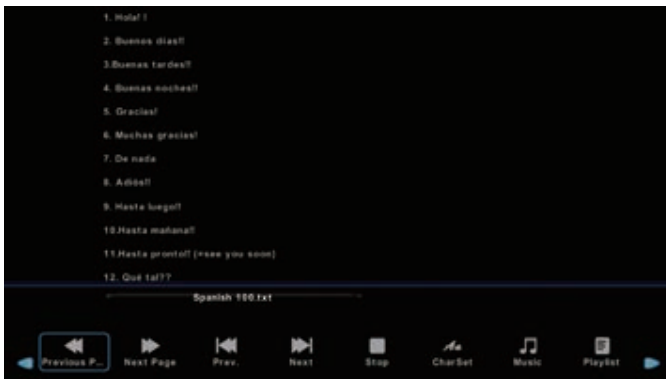 1. Hola! !
2. Buenos días!!
3.Buenas tardes!!
4. Buenas noches!!
5. Gracias!
6. Muchas gracias!
7. De nada
8. Adiós!!
9. Hasta luego!!
10.Hasta mañana!!
11.Hasta pronto!! (=see you soon)
12. Qué tal??
Spanish 100.txt
Previous P... Next Page Prev. Next Stop CharSet Music Playlist